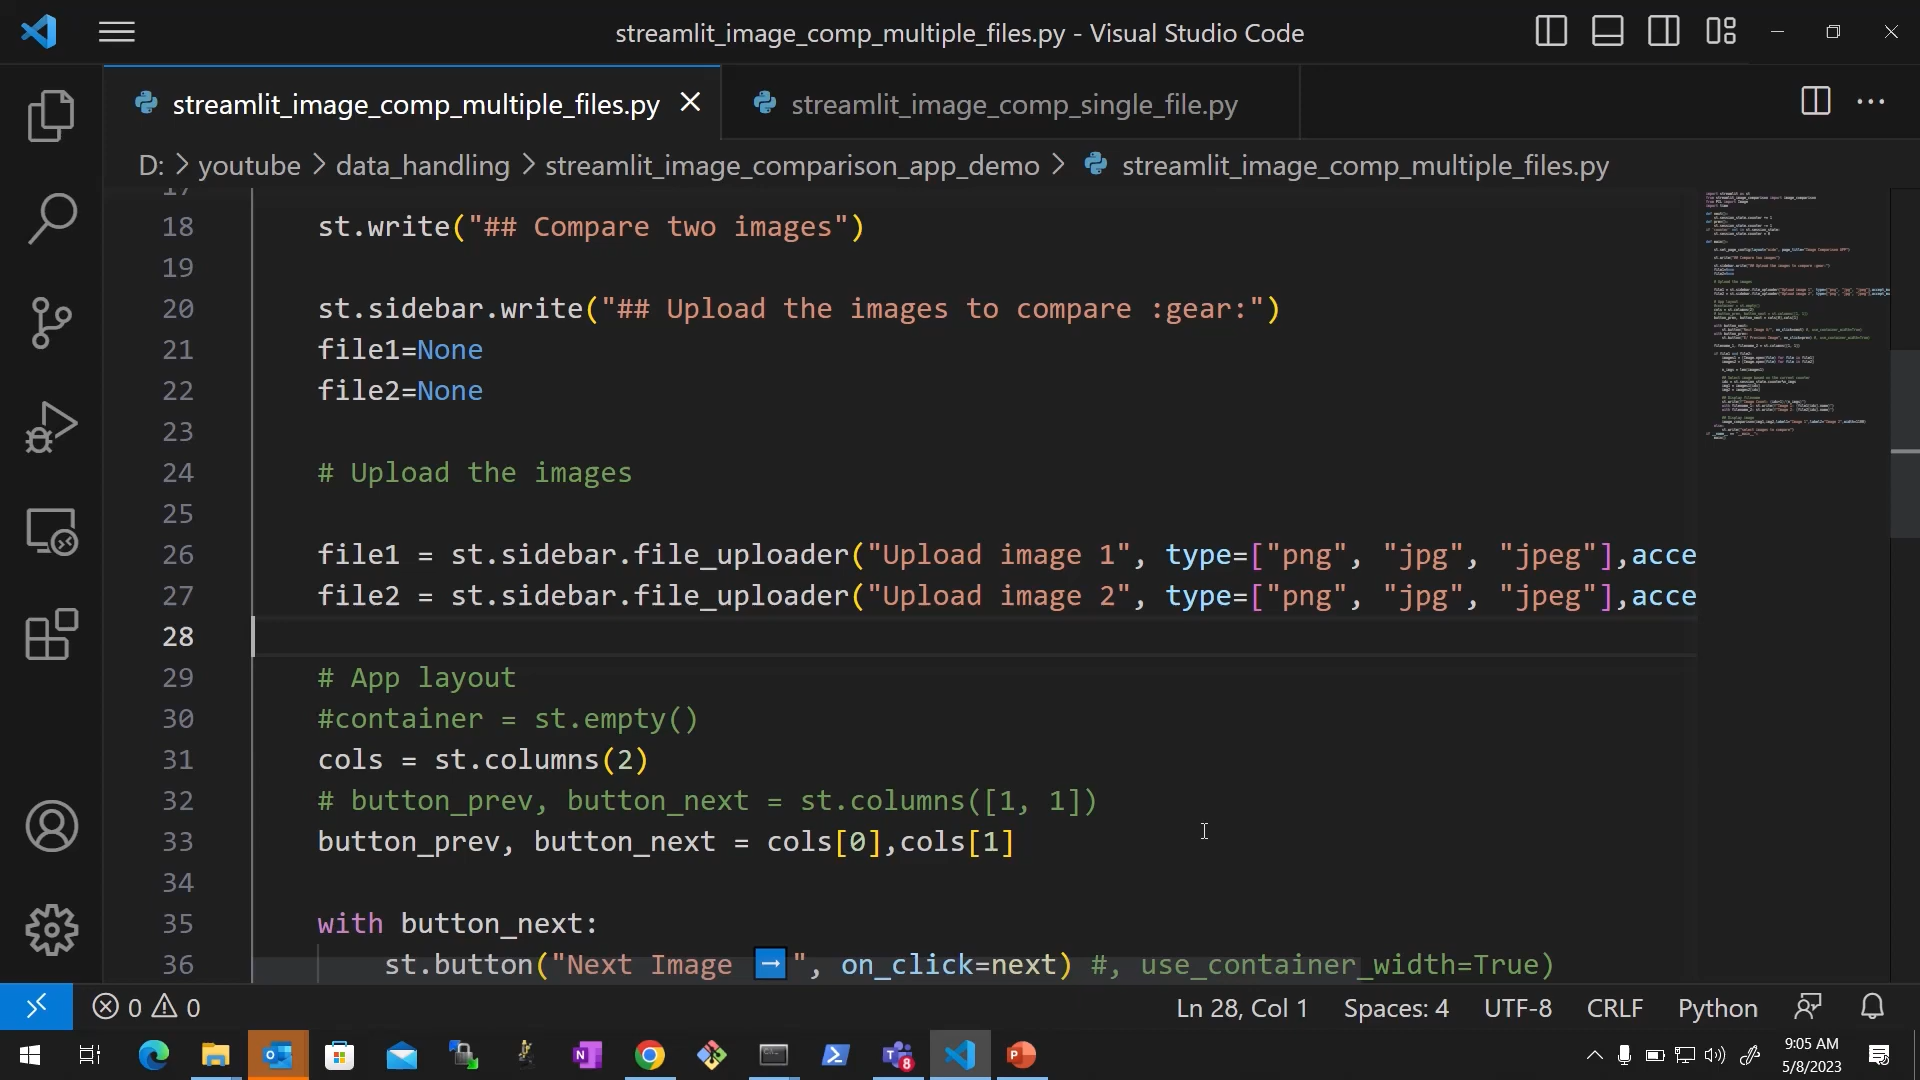 streamlit_image_comp_multiple_files.py - Visual Studio Code
streamlit_image_comp_multiple_files.py
streamlit_image_comp_single_file.py
D: > youtube > data_handling > streamlit_image_comparison_app_demo > streamlit_image_comp_multiple_files.py
17
18 st.write("## Compare two images")
19
20 st.sidebar.write("## Upload the images to compare :gear:")
21 file1=None
22 file2=None
23
24 # Upload the images
25
26 file1 = st.sidebar.file_uploader("Upload image 1", type=["png", "jpg", "jpeg"],acce
27 file2 = st.sidebar.file_uploader("Upload image 2", type=["png", "jpg", "jpeg"],acce
28
29 # App layout
30 #container = st.empty()
31 cols = st.columns(2)
32 # button_prev, button_next = st.columns([1, 1])
33 button_prev, button_next = cols[0],cols[1]
34
35 with button_next:
36 st.button("Next Image ➡", on_click=next) #, use_container_width=True)
0 0
Ln 28, Col 1
Spaces: 4
UTF-8
CRLF
Python
9:05 AM
5/8/2023